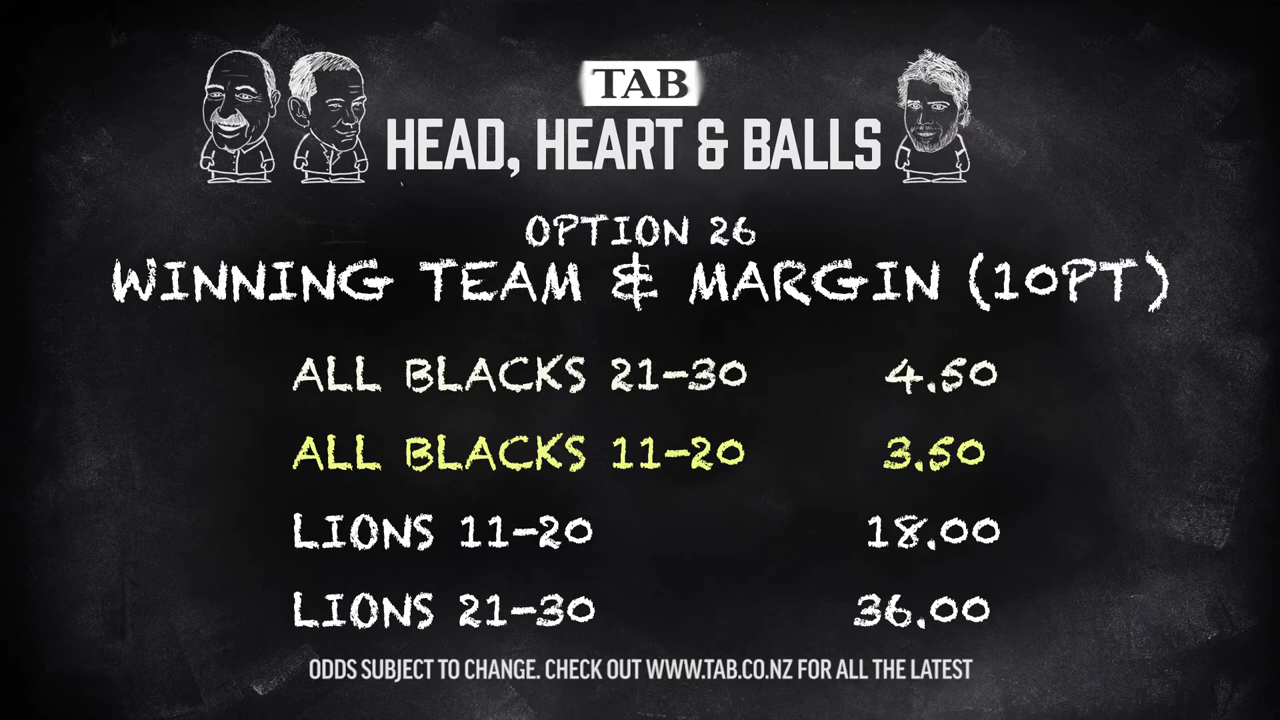 TAB
HEAD, HEART & BALLS
OPTION 26
WINNING TEAM & MARGIN (10PT)
ALL BLACKS 21-30 4.50
ALL BLACKS 11-20 3.50
LIONS 11-20 18.00
LIONS 21-30 36.00
ODDS SUBJECT TO CHANGE. CHECK OUT WWW.TAB.CO.NZ FOR ALL THE LATEST